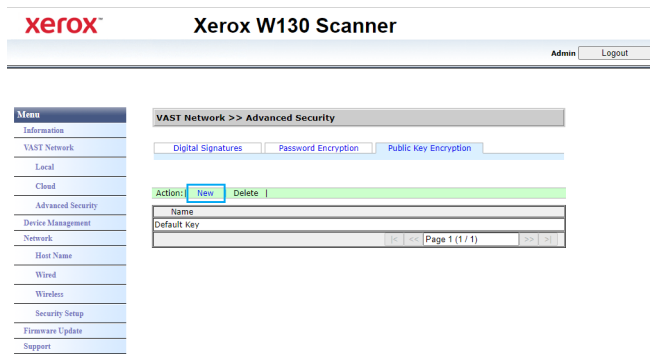 xerox™
Xerox W130 Scanner
Admin Logout
Menu
Information
VAST Network
Local
Cloud
Advanced Security
Device Management
Network
Host Name
Wired
Wireless
Security Setup
Firmware Update
Support
VAST Network >> Advanced Security
Digital Signatures Password Encryption Public Key Encryption
Action: | New Delete |
Name
Default Key
|< << Page 1 (1 / 1) >> >|